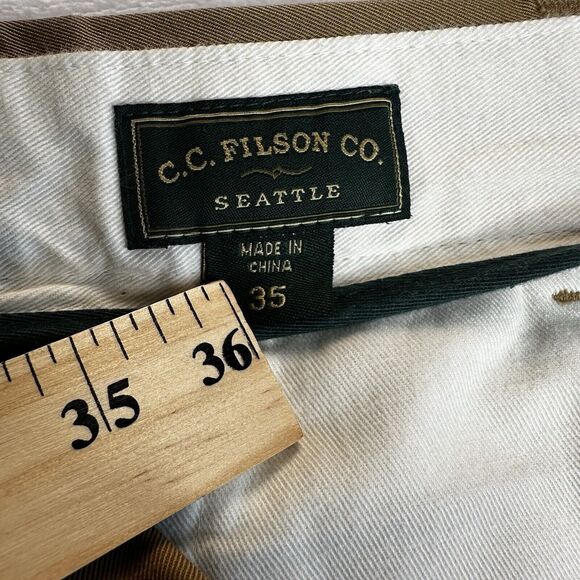 C.C. FILSON CO.
SEATTLE
MADE IN
CHINA
35
35
36